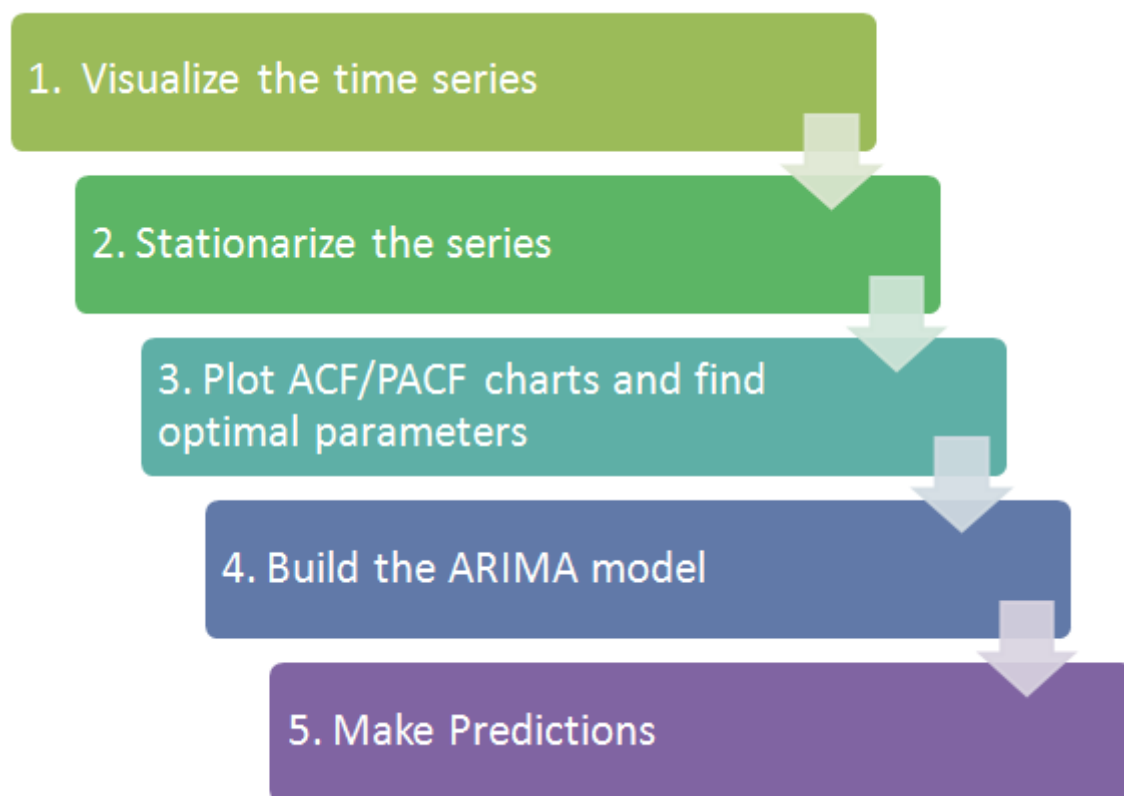 1. Visualize the time series
2. Stationarize the series
3. Plot ACF/PACF charts and find
optimal parameters
4. Build the ARIMA model
5. Make Predictions